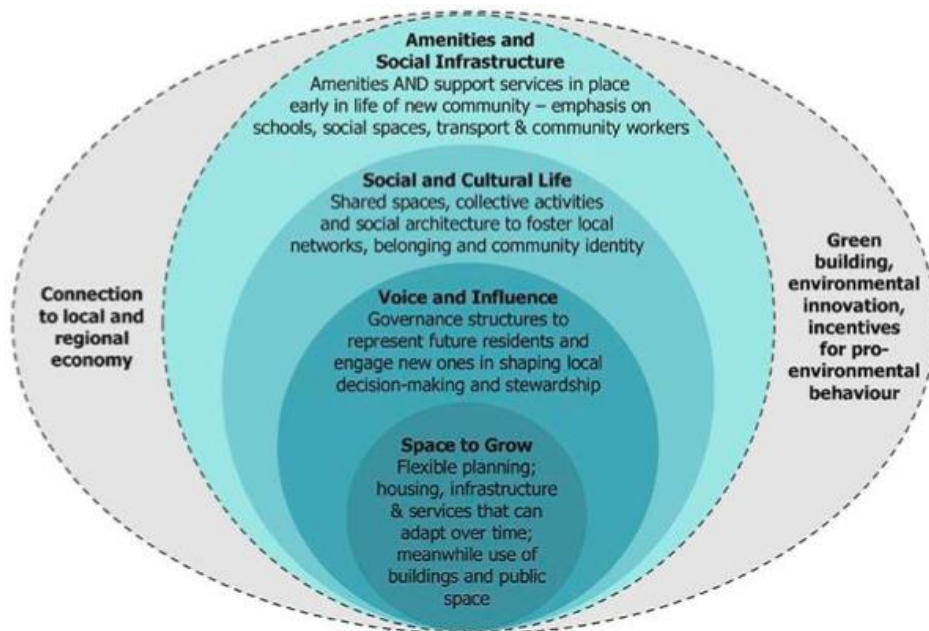 Amenities and
Social Infrastructure
Amenities AND support services in place
early in life of new community – emphasis on
schools, social spaces, transport & community workers
Social and Cultural Life
Shared spaces, collective activities
and social architecture to foster local
networks, belonging and community identity
Voice and Influence
Governance structures to
represent future residents and
engage new ones in shaping local
decision-making and stewardship
Space to Grow
Flexible planning;
housing, infrastructure
& services that can
adapt over time;
meanwhile use of
buildings and public
space
Connection
to local and
regional
economy
Green
building,
environmental
innovation,
incentives
for pro-
environmental
behaviour